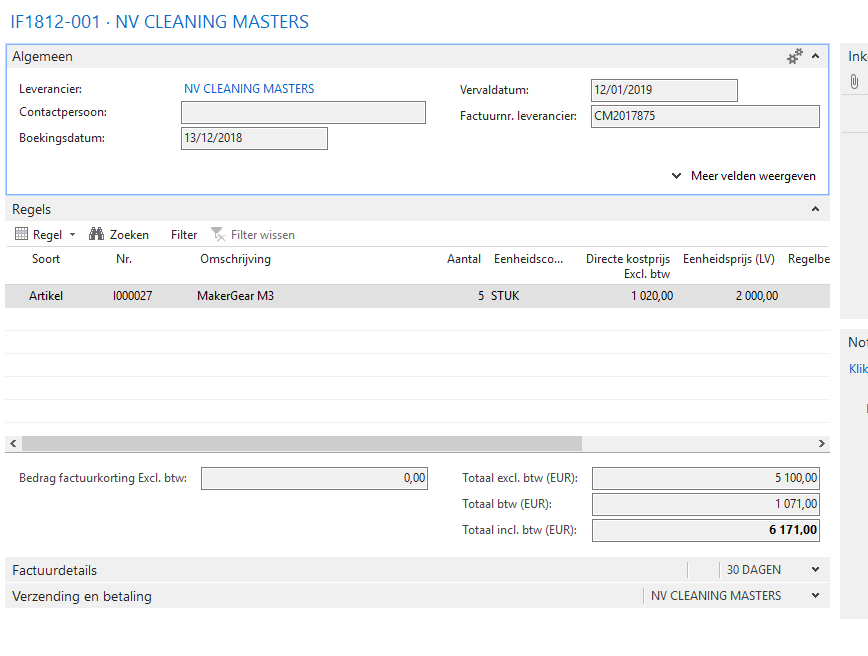 IF1812-001 · NV CLEANING MASTERS
Algemeen
Leverancier: NV CLEANING MASTERS
Contactpersoon:
Boekingsdatum: 13/12/2018
Vervaldatum: 12/01/2019
Factuurnr. leverancier: CM2017875
Meer velden weergeven
Ink
Regels
Regel Zoeken Filter Filter wissen
Soort Nr. Omschrijving Aantal Eenheidsco... Directe kostprijs Excl. btw Eenheidsprijs (LV) Regelbe
Artikel I000027 MakerGear M3 5 STUK 1 020,00 2 000,00
Not
Klik
Bedrag factuurkorting Excl. btw: 0,00
Totaal excl. btw (EUR): 5 100,00
Totaal btw (EUR): 1 071,00
Totaal incl. btw (EUR): 6 171,00
Factuurdetails 30 DAGEN
Verzending en betaling NV CLEANING MASTERS